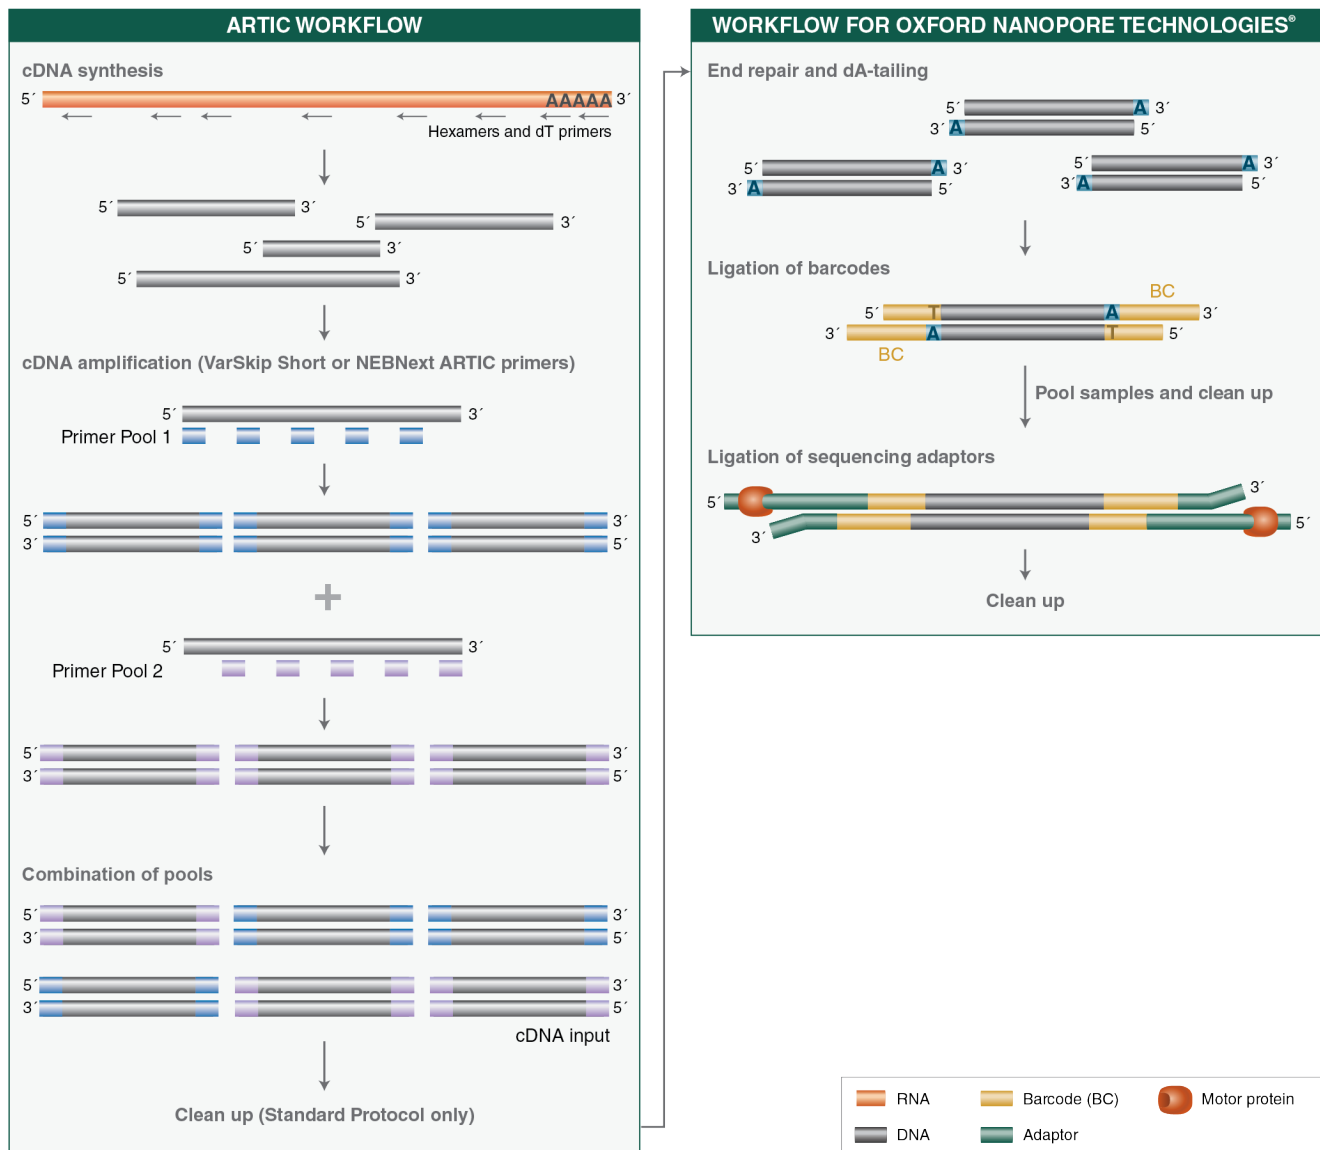 ARTIC WORKFLOW
cDNA synthesis
5´ AAAAA 3´
Hexamers and dT primers
5´ 3´
5´ 3´
5´ 3´
5´ 3´
cDNA amplification (VarSkip Short or NEBNext ARTIC primers)
5´ 3´
Primer Pool 1
5´ 3´
3´ 5´
+
5´ 3´
Primer Pool 2
5´ 3´
3´ 5´
Combination of pools
5´ 3´
3´ 5´
5´ 3´
3´ 5´
cDNA input
Clean up (Standard Protocol only)
WORKFLOW FOR OXFORD NANOPORE TECHNOLOGIES®
End repair and dA-tailing
5´ A 3´
3´ A 5´
5´ A 3´
3´ A 5´
5´ A 3´
3´ A 5´
Ligation of barcodes
BC
5´ T A 3´
3´ A T 5´
BC
Pool samples and clean up
Ligation of sequencing adaptors
5´ 3´
3´ 5´
Clean up
RNA Barcode (BC) Motor protein
DNA Adaptor